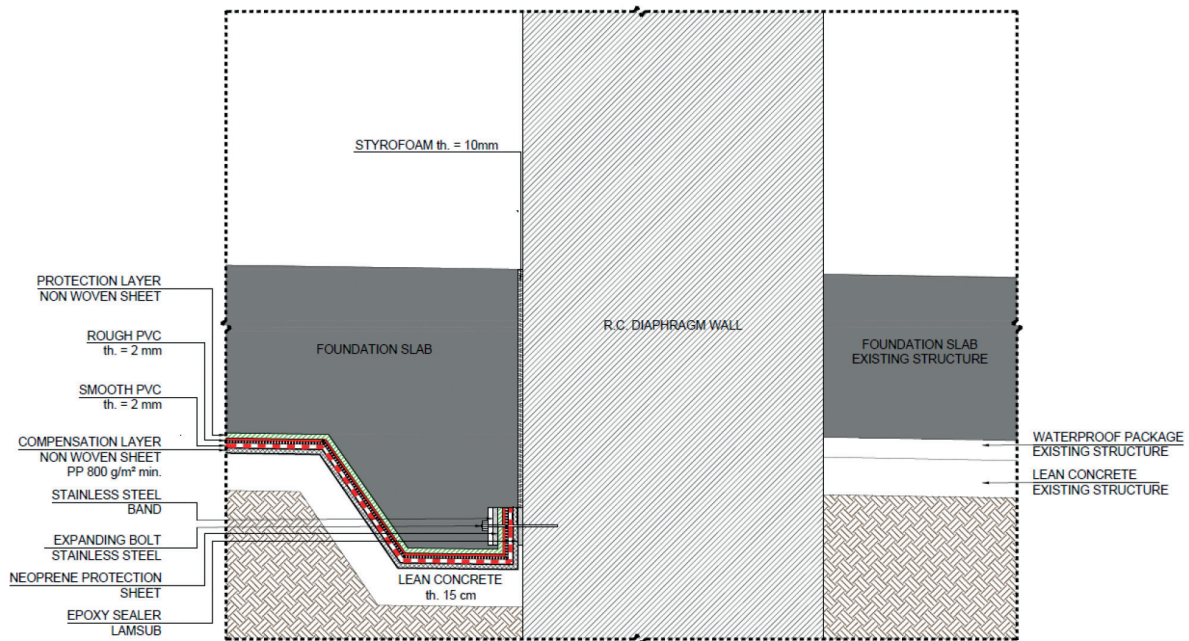 STYROFOAM th. = 10mm
PROTECTION LAYER
NON WOVEN SHEET
ROUGH PVC
th. = 2 mm
SMOOTH PVC
th. = 2 mm
COMPENSATION LAYER
NON WOVEN SHEET
PP 800 g/m² min.
STAINLESS STEEL
BAND
EXPANDING BOLT
STAINLESS STEEL
NEOPRENE PROTECTION
SHEET
EPOXY SEALER
LAMSUB
FOUNDATION SLAB
LEAN CONCRETE
th. 15 cm
R.C. DIAPHRAGM WALL
FOUNDATION SLAB
EXISTING STRUCTURE
WATERPROOF PACKAGE
EXISTING STRUCTURE
LEAN CONCRETE
EXISTING STRUCTURE